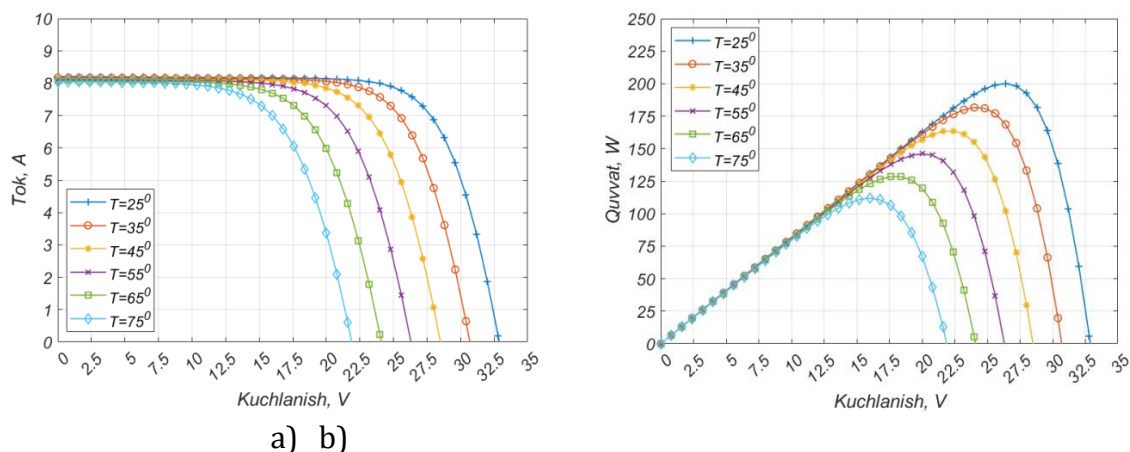 10
9
8
7
6
5
4
3
2
1
0
Tok, A
T=25⁰
T=35⁰
T=45⁰
T=55⁰
T=65⁰
T=75⁰
0 2.5 5 7.5 10 12.5 15 17.5 20 22.5 25 27.5 30 32.5 35
Kuchlanish, V
250
225
200
175
150
125
100
75
50
25
0
Quvvat, W
T=25⁰
T=35⁰
T=45⁰
T=55⁰
T=65⁰
T=75⁰
0 2.5 5 7.5 10 12.5 15 17.5 20 22.5 25 27.5 30 32.5 35
Kuchlanish, V
a) b)